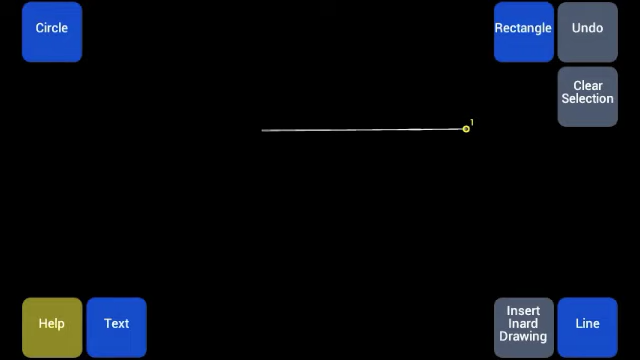 Circle
Rectangle
Undo
Clear
Selection
1
Help
Text
Insert
Inard
Drawing
Line